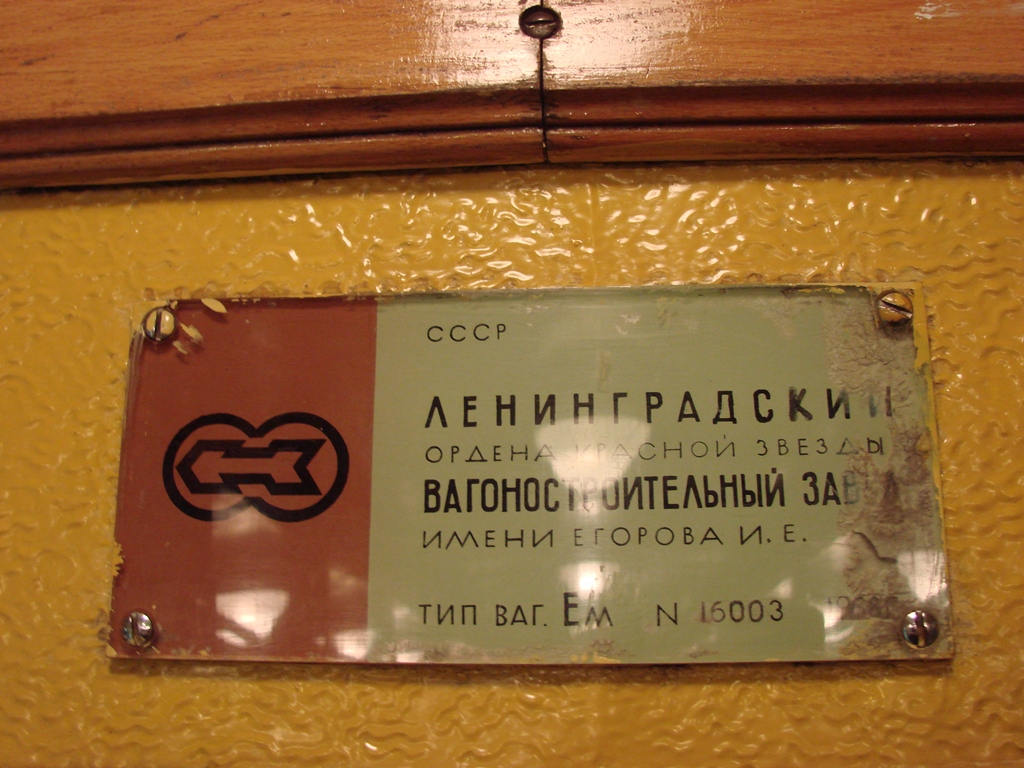 СССР
ЛЕНИНГРАДСКИЙ
ОРДЕНА КРАСНОЙ ЗВЕЗДЫ
ВАГОНОСТРОИТЕЛЬНЫЙ
ИМЕНИ ЕГОРОВА И. Е.
ТИП ВАГ. Ем N 16003